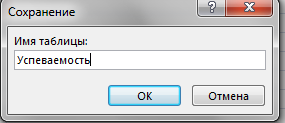 Сохранение
?
Имя таблицы:
Успеваемость
ОК
Отмена